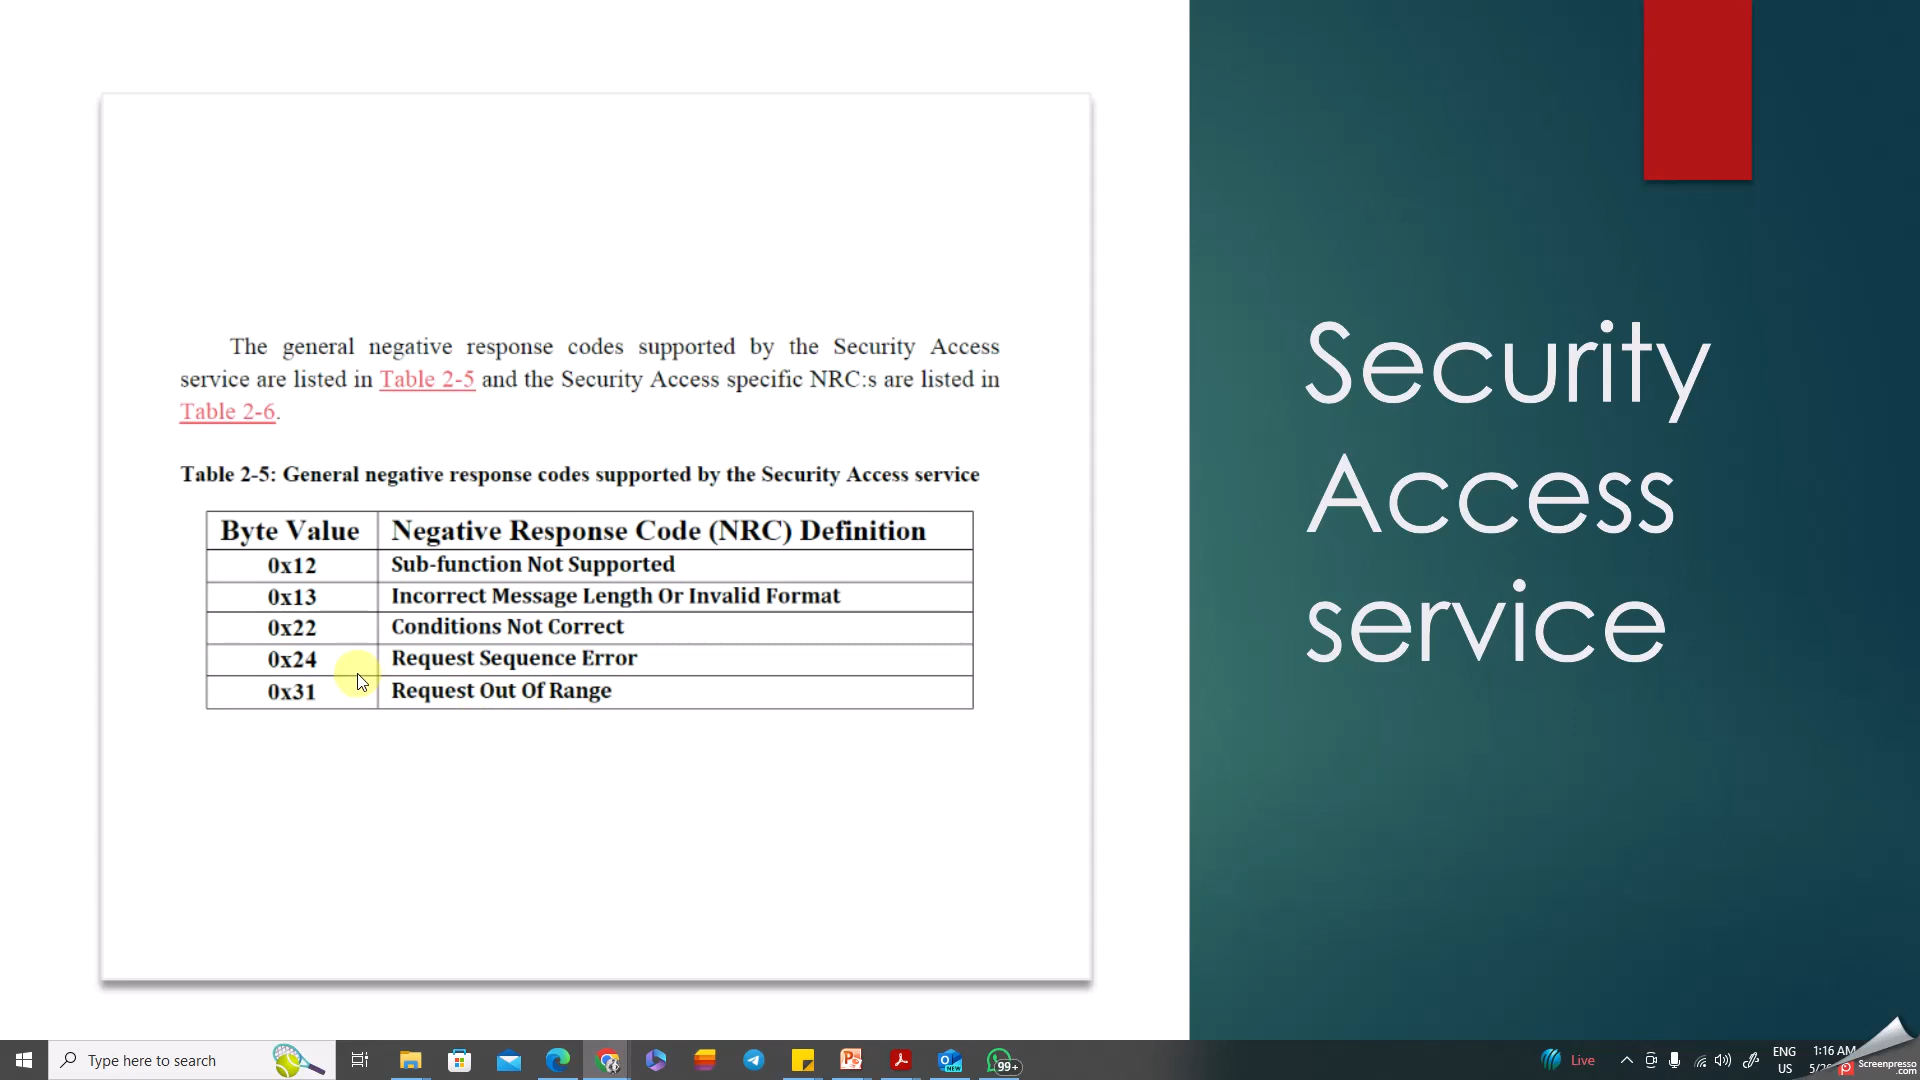 The general negative response codes supported by the Security Access
service are listed in Table 2-5 and the Security Access specific NRC:s are listed in
Table 2-6.
Table 2-5: General negative response codes supported by the Security Access service
Byte Value Negative Response Code (NRC) Definition
0x12 Sub-function Not Supported
0x13 Incorrect Message Length Or Invalid Format
0x22 Conditions Not Correct
0x24 Request Sequence Error
0x31 Request Out Of Range
Security
Access
service
Type here to search
99+
Live
ENG
US
1:16 AM
Screenpresso
.com